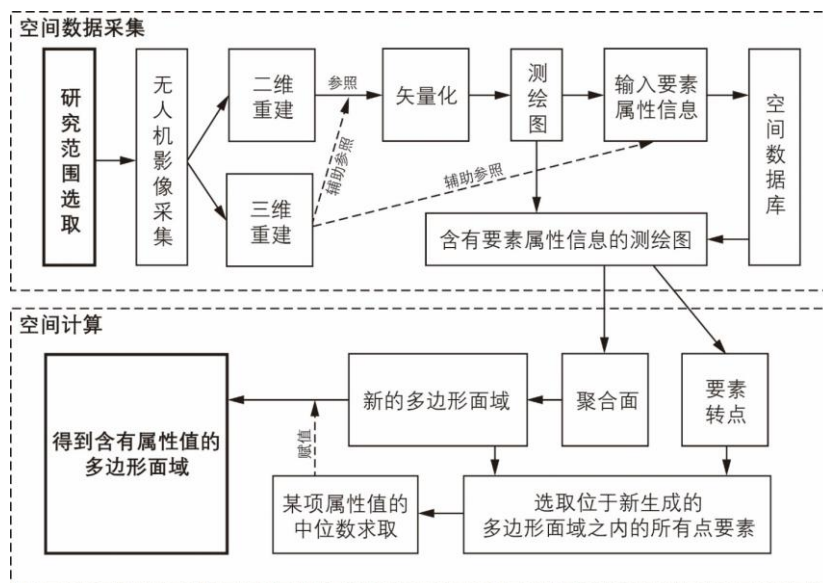 空间数据采集
研究范围选取
无人机影像采集
二维
重建
三维
重建
参照
辅助参照
矢量化
测绘图
辅助参照
输入要素
属性信息
空间数据库
含有要素属性信息的测绘图
空间计算
得到含有属性值的
多边形面域
赋值
新的多边形面域
聚合面
要素
转点
某项属性值的
中位数求取
选取位于新生成的
多边形面域之内的所有点要素